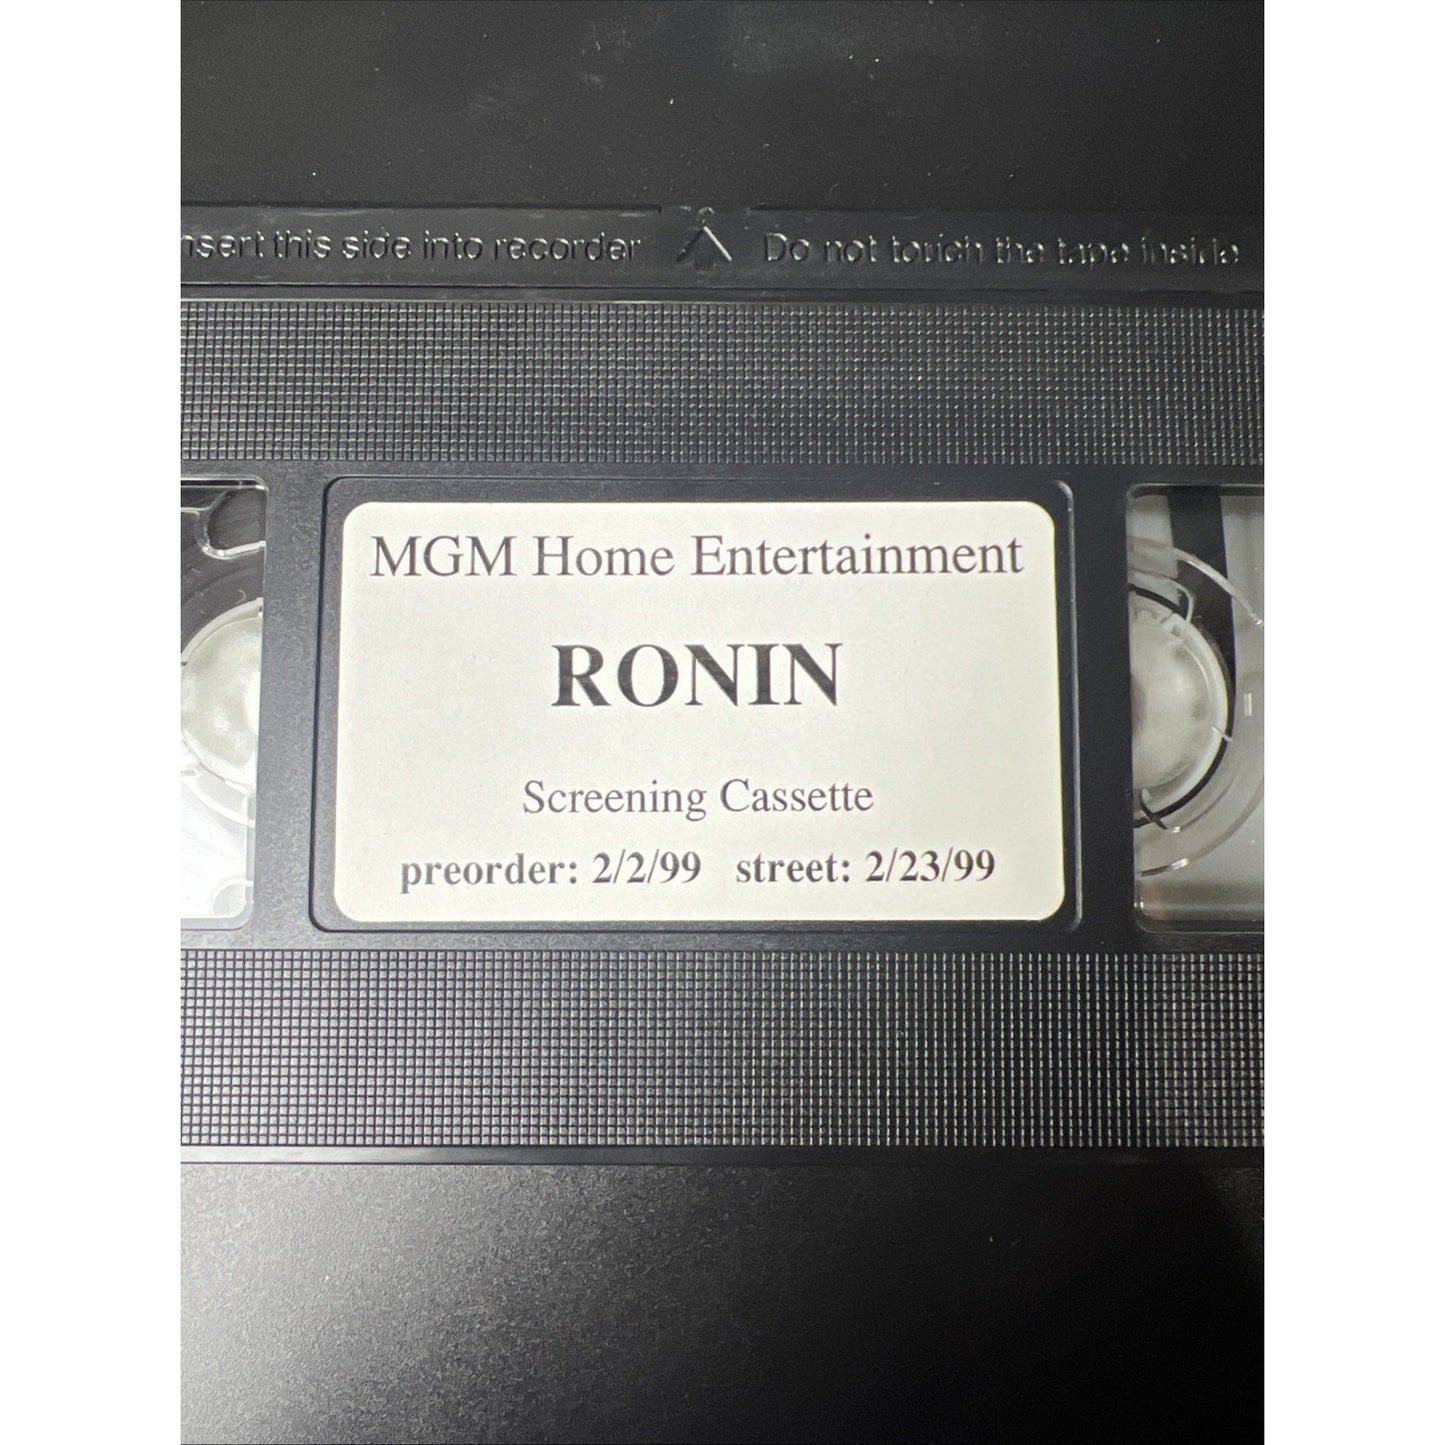 nsert this side into recorder Do not touch the tape inside
MGM Home Entertainment
RONIN
Screening Cassette
preorder: 2/2/99 street: 2/23/99